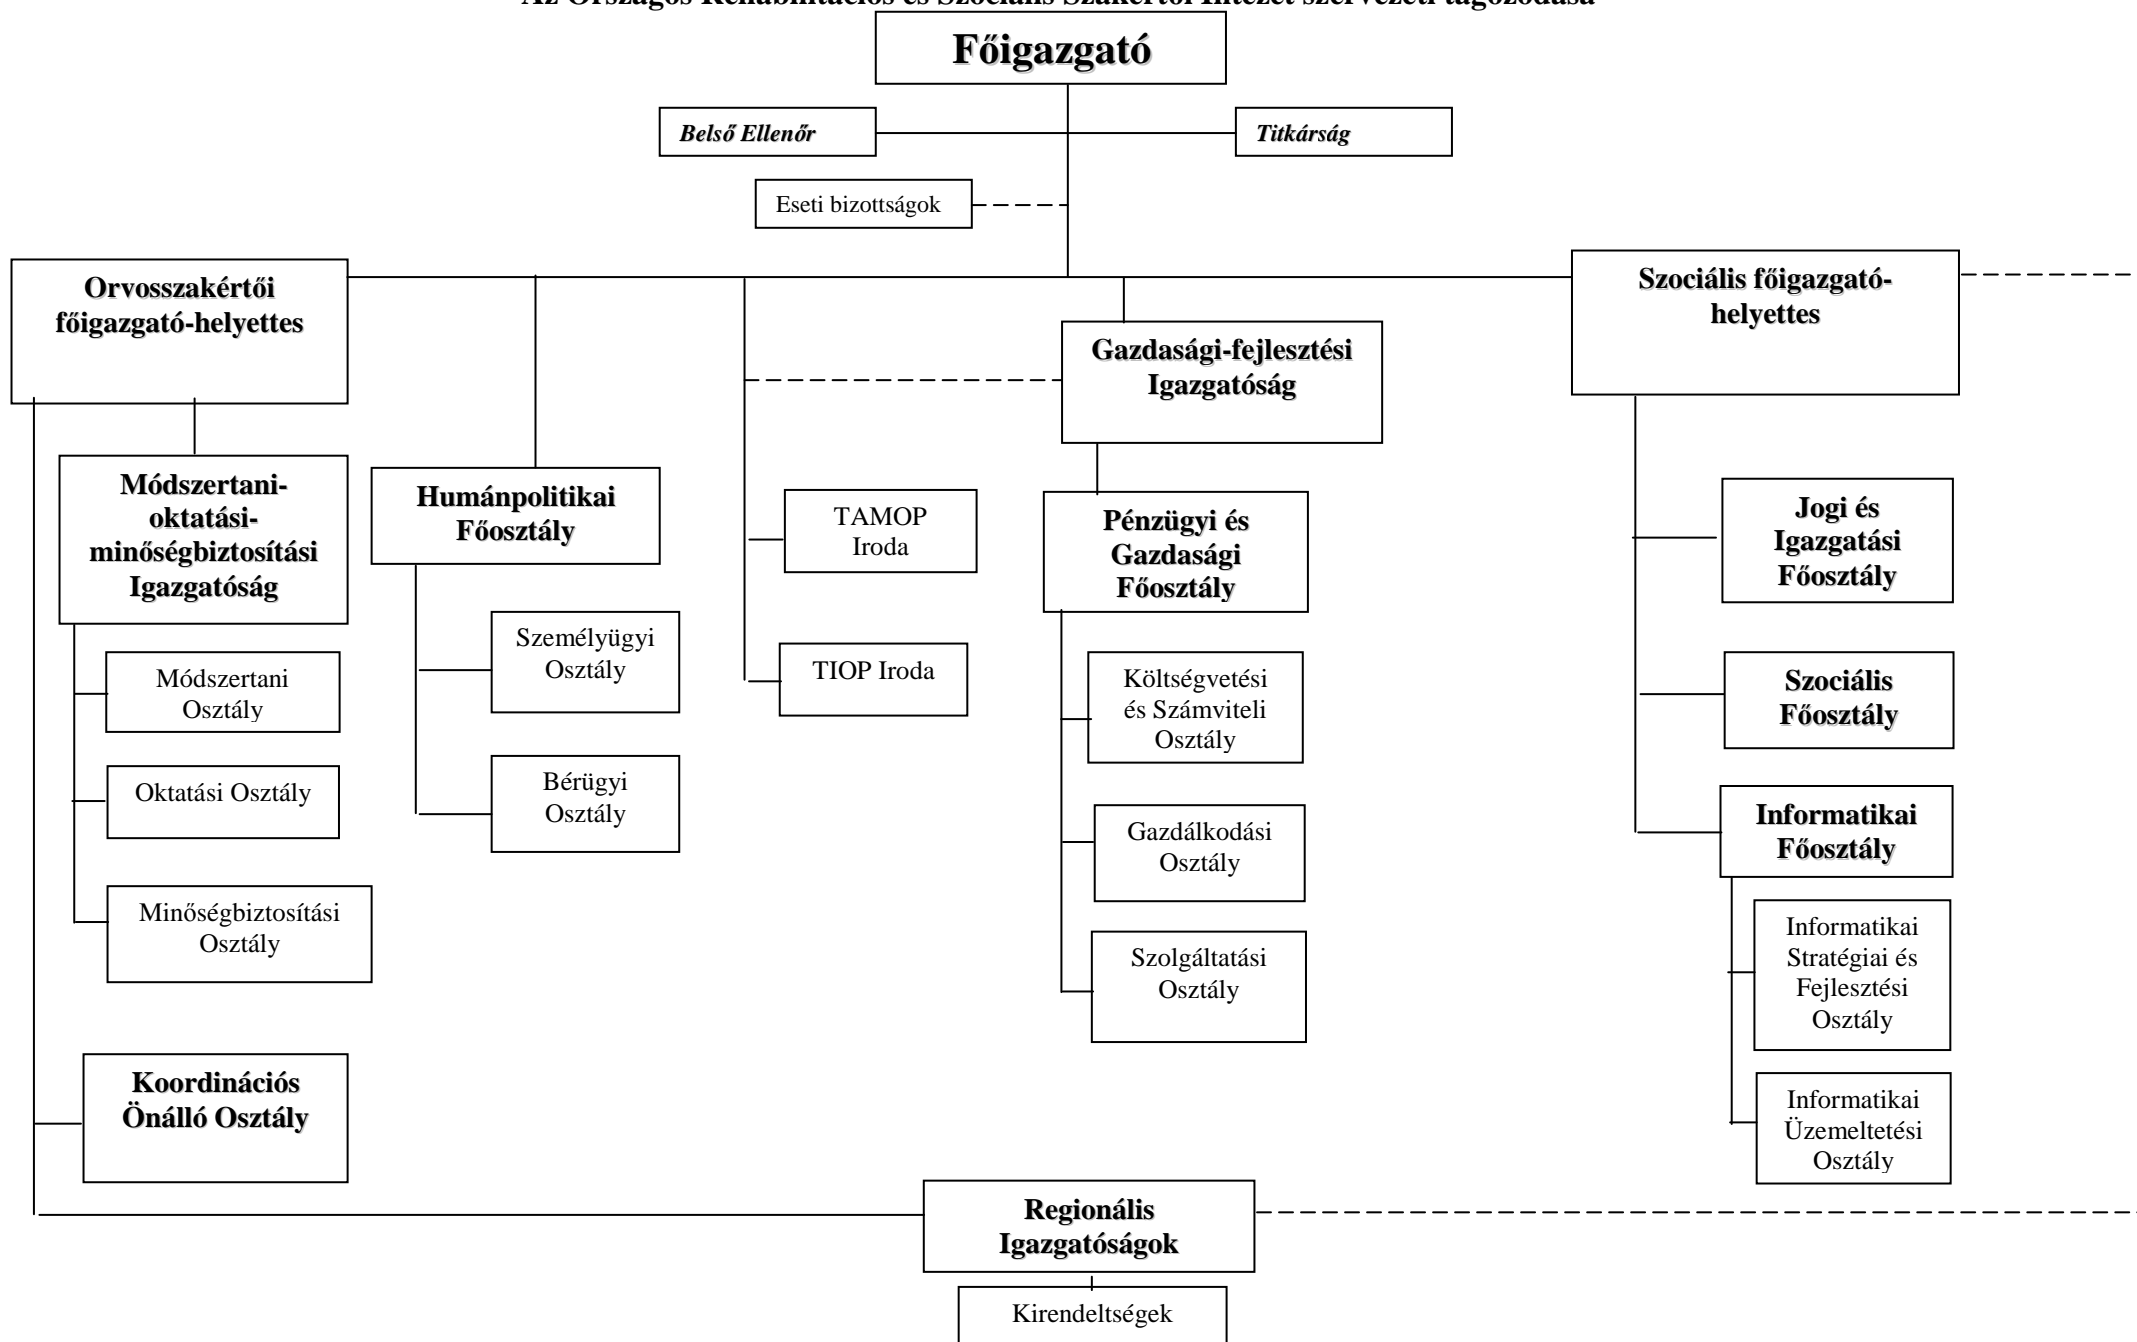 Az Országos Rehabilitációs és Szociális Szakértői Intézet szervezeti tagozódása
Főigazgató
Belső Ellenőr
Titkárság
Eseti bizottságok
Orvosszakértői
főigazgató-helyettes
Szociális főigazgató-
helyettes
Gazdasági-fejlesztési
Igazgatóság
Módszertani-
oktatási-
minőségbiztosítási
Igazgatóság
Humánpolitikai
Főosztály
TAMOP
Iroda
Pénzügyi és
Gazdasági
Főosztály
Jogi és
Igazgatási
Főosztály
Személyügyi
Osztály
TIOP Iroda
Módszertani
Osztály
Költségvetési
és Számviteli
Osztály
Szociális
Főosztály
Oktatási Osztály
Bérügyi
Osztály
Gazdálkodási
Osztály
Informatikai
Főosztály
Minőségbiztosítási
Osztály
Szolgáltatási
Osztály
Informatikai
Stratégiai és
Fejlesztési
Osztály
Koordinációs
Önálló Osztály
Informatikai
Üzemeltetési
Osztály
Regionális
Igazgatóságok
Kirendeltségek